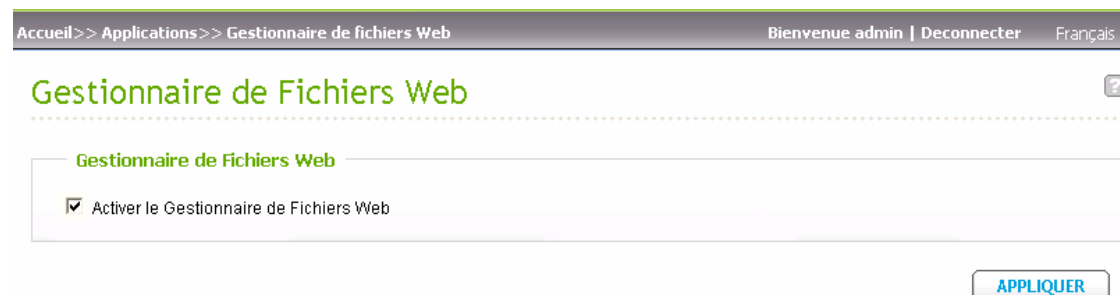 Accueil>> Applications>> Gestionnaire de fichiers Web Bienvenue admin | Deconnecter Français
Gestionnaire de Fichiers Web ?
Gestionnaire de Fichiers Web
Activer le Gestionnaire de Fichiers Web
APPLIQUER